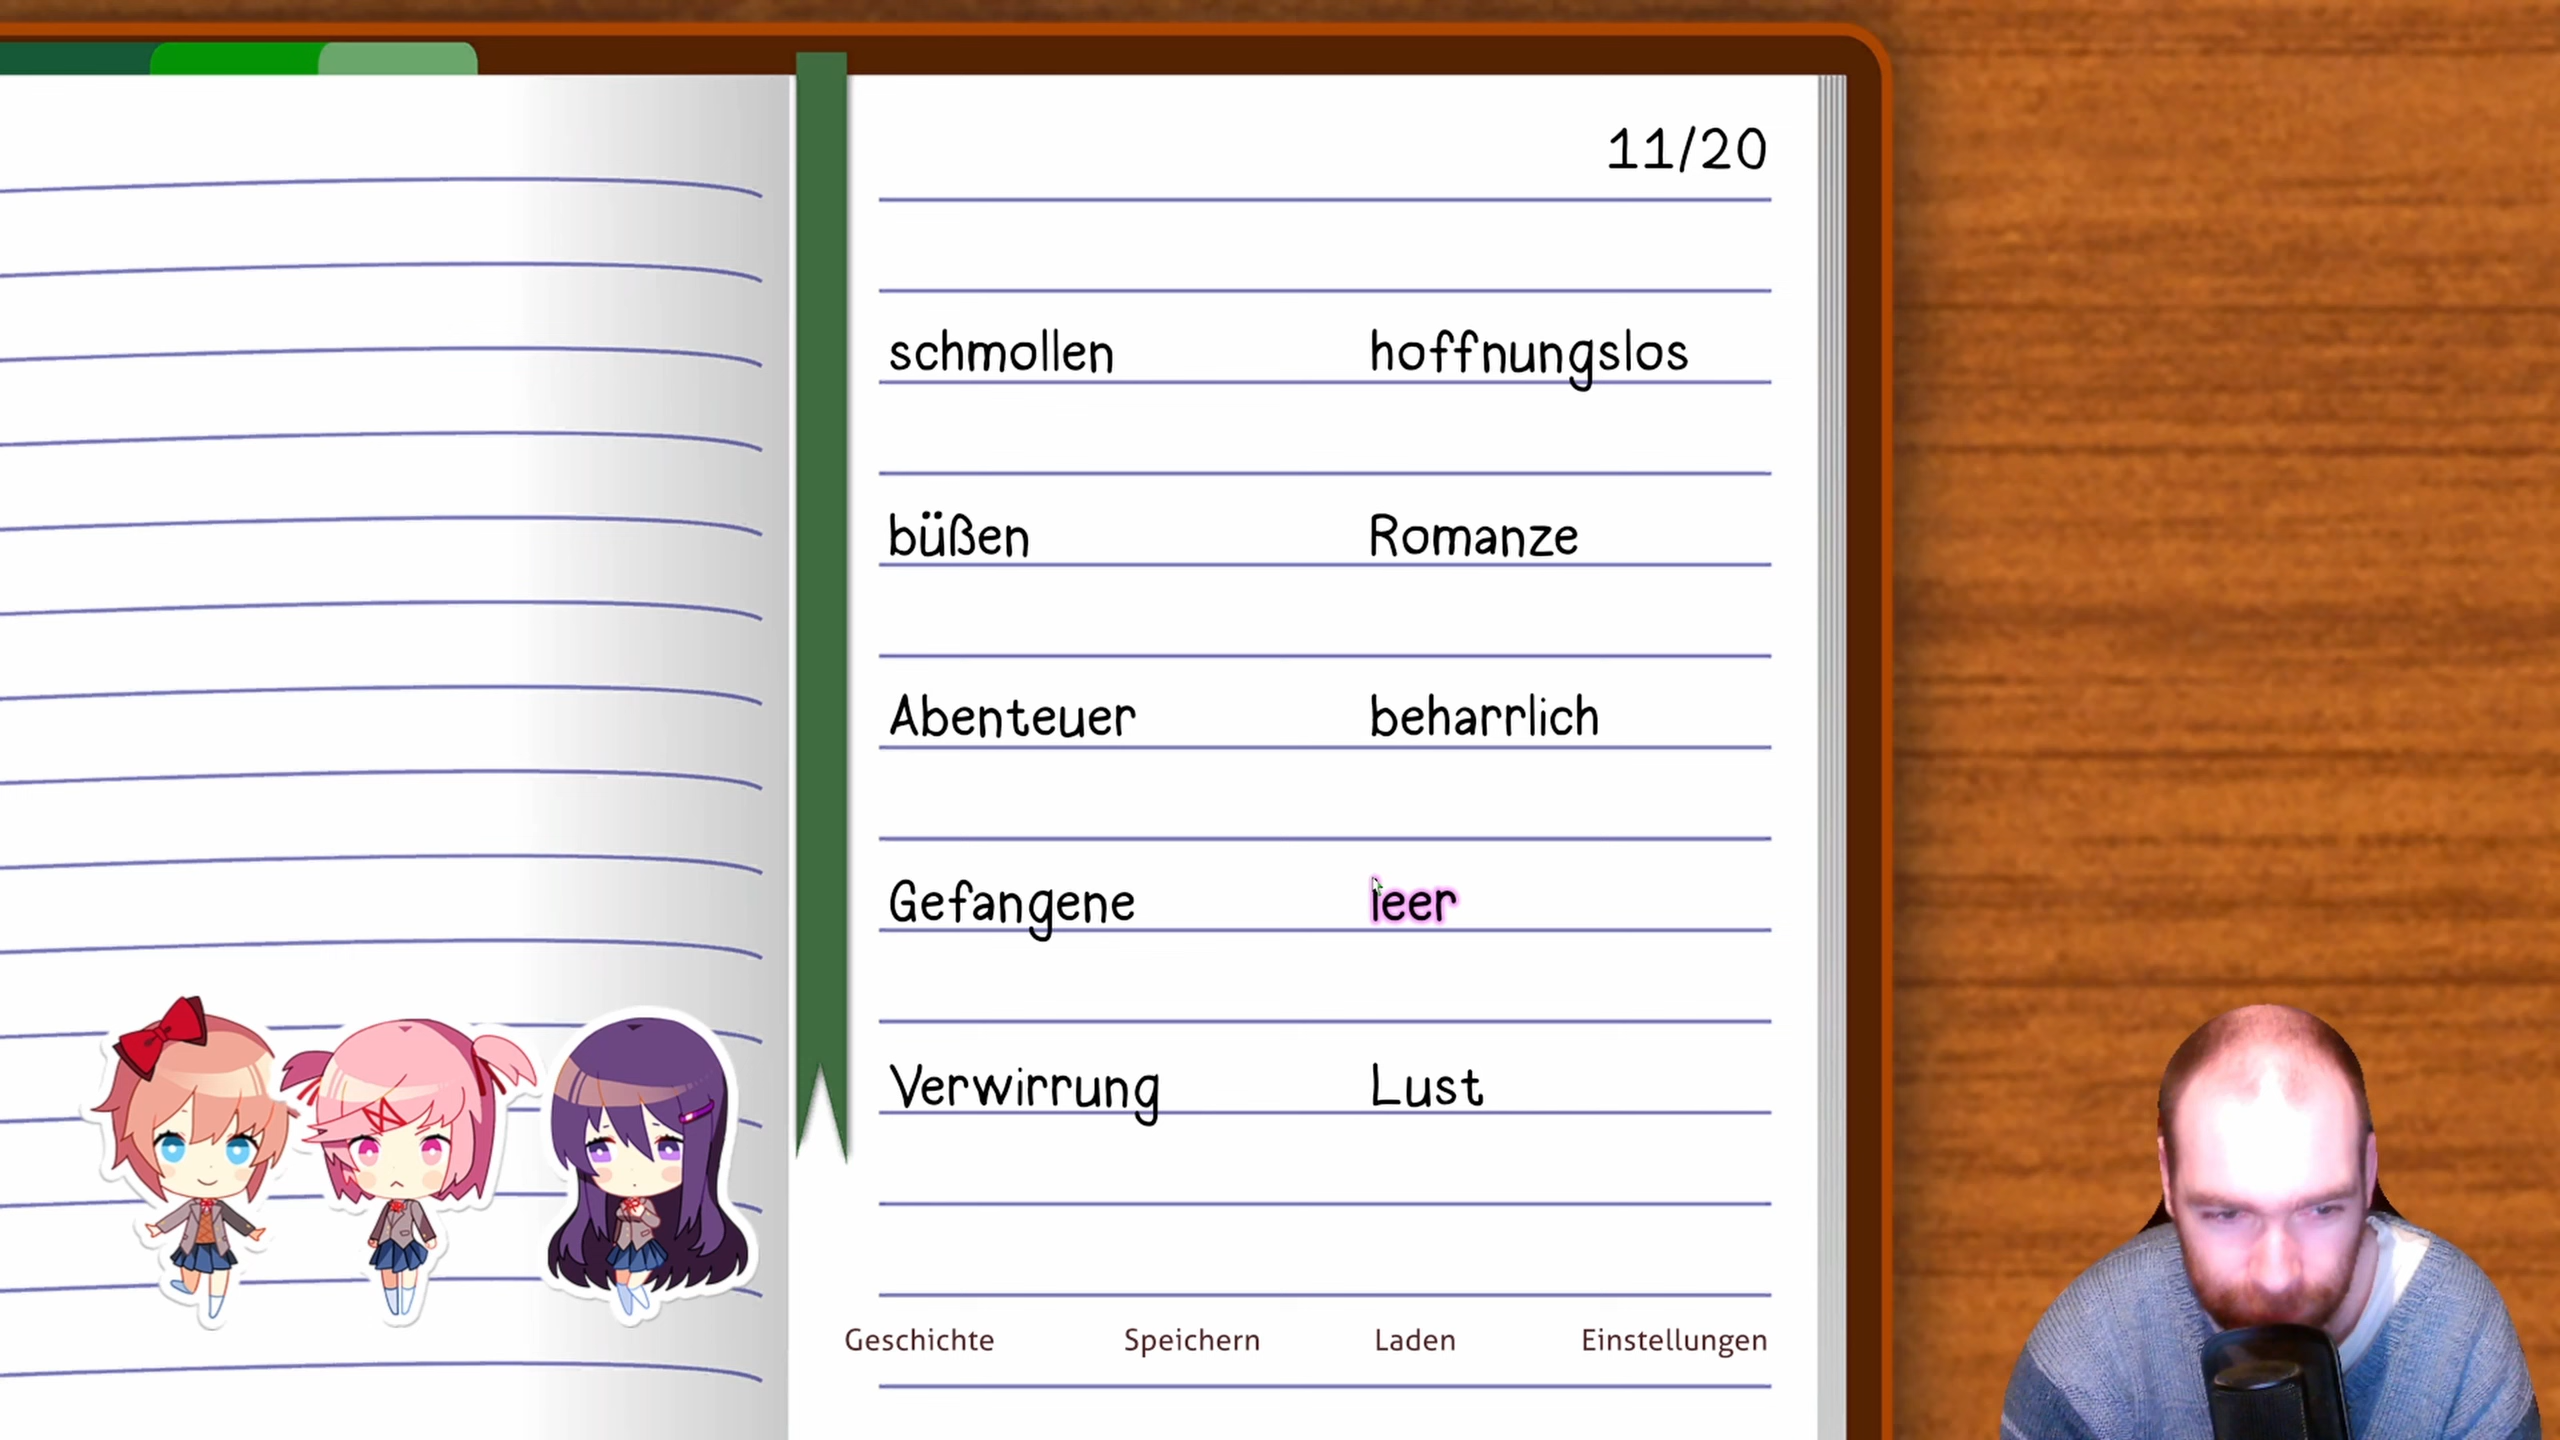 11/20
schmollen hoffnungslos
büßen Romanze
Abenteuer beharrlich
Gefangene leer
Verwirrung Lust
Geschichte Speichern Laden Einstellungen